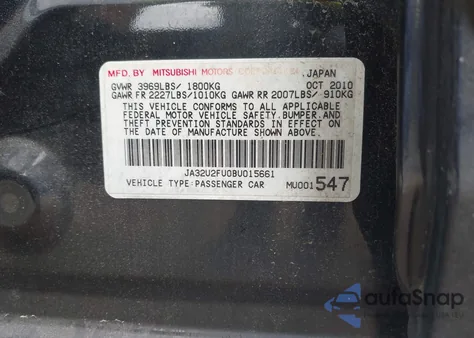 MFD. BY MITSUBISHI MOTORS CORPORATION, JAPAN
GVWR 3969LBS/ 1800KG OCT 2010
GAWR FR 2227LBS/1010KG GAWR RR 2007LBS/ 910KG
THIS VEHICLE CONFORMS TO ALL APPLICABLE
FEDERAL MOTOR VEHICLE SAFETY,BUMPER,AND
THEFT PREVENTION STANDARDS IN EFFECT ON
THE DATE OF MANUFACTURE SHOWN ABOVE.
JA32U2FU0BU015661
VEHICLE TYPE:PASSENGER CAR MU001547
autoSnap